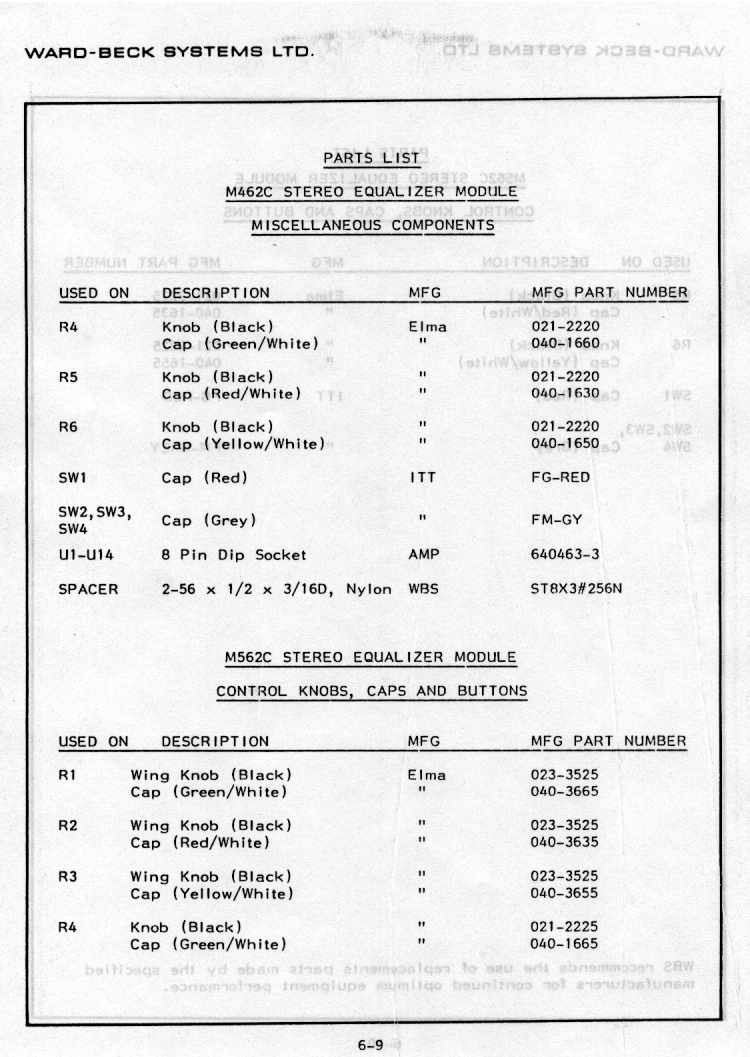 WARD-BECK SYSTEMS LTD.
PARTS LIST
M462C STEREO EQUALIZER MODULE
MISCELLANEOUS COMPONENTS
USED ON DESCRIPTION MFG MFG PART NUMBER
R4 Knob (Black) Elma 021-2220
Cap (Green/White) " 040-1660
R5 Knob (Black) " 021-2220
Cap (Red/White) " 040-1630
R6 Knob (Black) " 021-2220
Cap (Yellow/White) " 040-1650
SW1 Cap (Red) ITT FG-RED
SW2,SW3,
SW4 Cap (Grey) " FM-GY
U1-U14 8 Pin Dip Socket AMP 640463-3
SPACER 2-56 x 1/2 x 3/16D, Nylon WBS ST8X3#256N
M562C STEREO EQUALIZER MODULE
CONTROL KNOBS, CAPS AND BUTTONS
USED ON DESCRIPTION MFG MFG PART NUMBER
R1 Wing Knob (Black) Elma 023-3525
Cap (Green/White) " 040-3665
R2 Wing Knob (Black) " 023-3525
Cap (Red/White) " 040-3635
R3 Wing Knob (Black) " 023-3525
Cap (Yellow/White) " 040-3655
R4 Knob (Black) " 021-2225
Cap (Green/White) " 040-1665
6-9